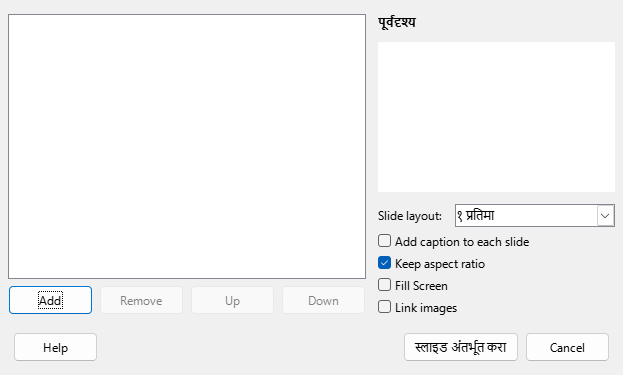 पूर्वदृश्य
Slide layout: १ प्रतिमा
Add caption to each slide
Keep aspect ratio
Fill Screen
Link images
Add Remove Up Down
Help स्लाइड अंतर्भूत करा Cancel